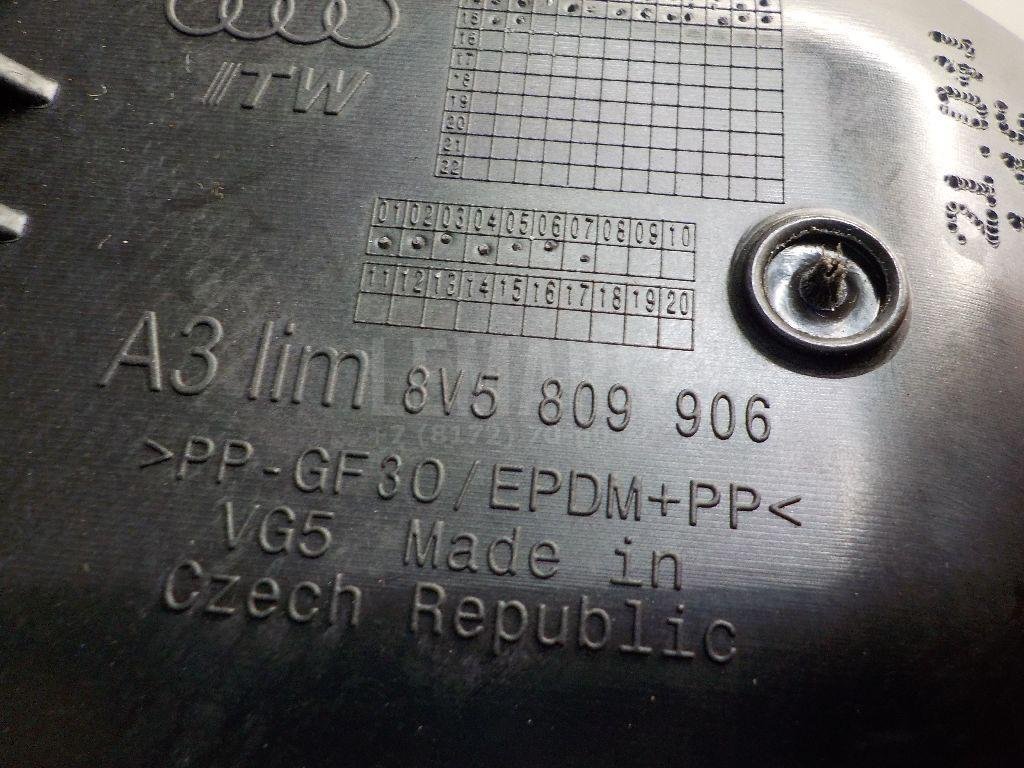 ITW
15
16
17
18
19
20
21
22
01 02 03 04 05 06 07 08 09 10
11 12 13 14 15 16 17 18 19 20
A3 lim 8V5 809 906
>PP-GF30/EPDM+PP<
VG5 Made in
Czech Republic